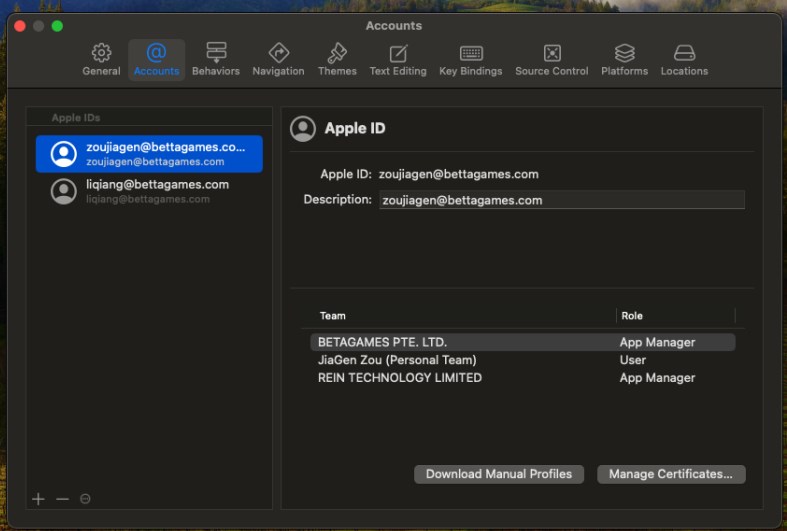 Accounts
General
Accounts
Behaviors
Navigation
Themes
Text Editing
Key Bindings
Source Control
Platforms
Locations
Apple IDs
zoujiagen@bettagames.co...
zoujiagen@bettagames.com
liqiang@bettagames.com
liqiang@bettagames.com
Apple ID
Apple ID: zoujiagen@bettagames.com
Description: zoujiagen@bettagames.com
Team Role
BETAGAMES PTE. LTD. App Manager
JiaGen Zou (Personal Team) User
REIN TECHNOLOGY LIMITED App Manager
Download Manual Profiles
Manage Certificates...